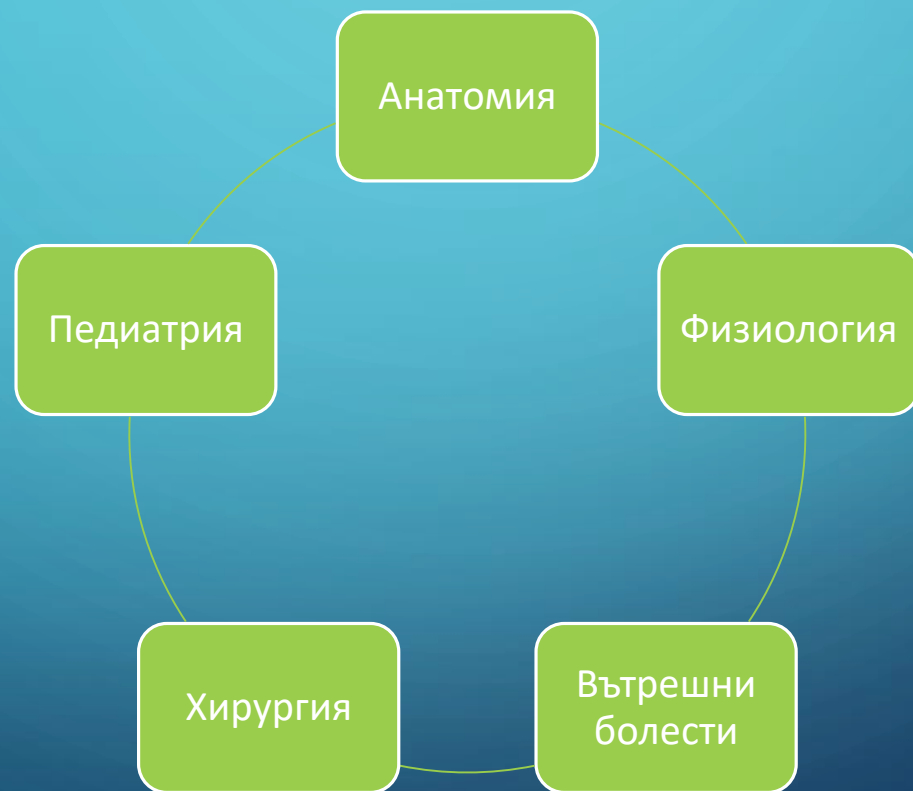 Анатомия
Педиатрия
Физиология
Хирургия
Вътрешни
болести